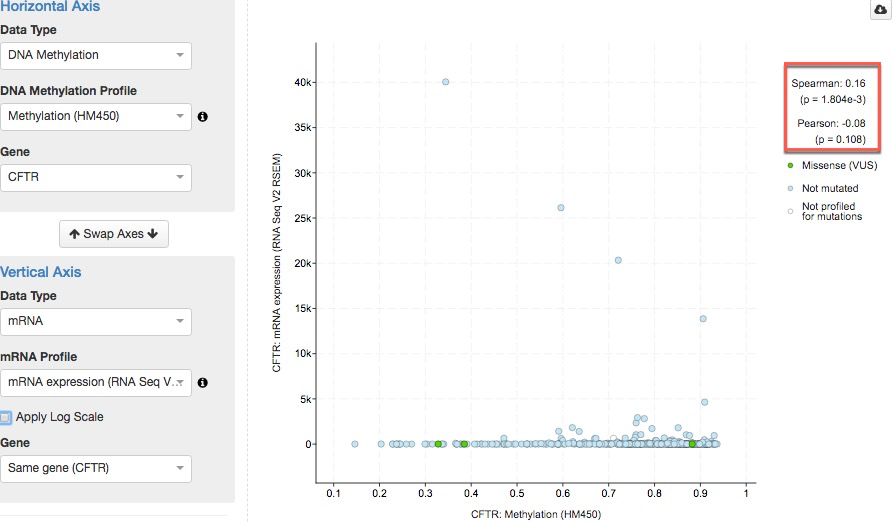 Horizontal Axis
Data Type
DNA Methylation
DNA Methylation Profile
Methylation (HM450)
Gene
CFTR
Swap Axes
Vertical Axis
Data Type
mRNA
mRNA Profile
mRNA expression (RNA Seq V…
Apply Log Scale
Gene
Same gene (CFTR)
CFTR: mRNA expression (RNA Seq V2 RSEM)
40k
35k
30k
25k
20k
15k
10k
5k
0
0.1 0.2 0.3 0.4 0.5 0.6 0.7 0.8 0.9 1
CFTR: Methylation (HM450)
Spearman: 0.16
(p = 1.804e-3)
Pearson: -0.08
(p = 0.108)
Missense (VUS)
Not mutated
Not profiled
for mutations